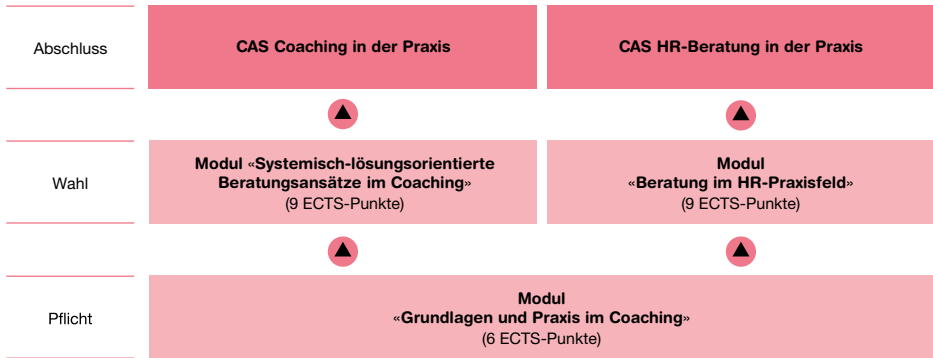 Abschluss
CAS Coaching in der Praxis
CAS HR-Beratung in der Praxis
Wahl
Modul «Systemisch-lösungsorientierte
Beratungsansätze im Coaching»
(9 ECTS-Punkte)
Modul
«Beratung im HR-Praxisfeld»
(9 ECTS-Punkte)
Pflicht
Modul
«Grundlagen und Praxis im Coaching»
(6 ECTS-Punkte)